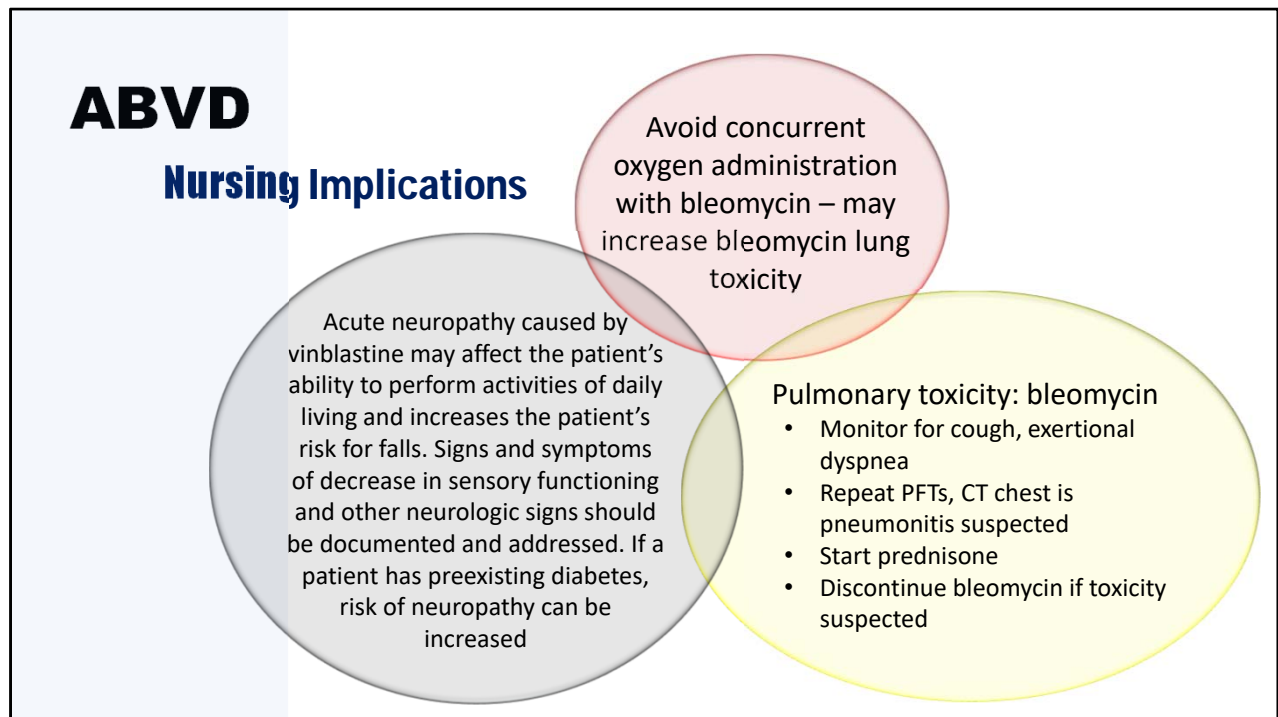 ABVD
Nursing Implications
Avoid concurrent
oxygen administration
with bleomycin – may
increase bleomycin lung
toxicity
Acute neuropathy caused by
vinblastine may affect the patient’s
ability to perform activities of daily
living and increases the patient’s
risk for falls. Signs and symptoms
of decrease in sensory functioning
and other neurologic signs should
be documented and addressed. If a
patient has preexisting diabetes,
risk of neuropathy can be
increased
Pulmonary toxicity: bleomycin
• Monitor for cough, exertional
dyspnea
• Repeat PFTs, CT chest is
pneumonitis suspected
• Start prednisone
• Discontinue bleomycin if toxicity
suspected